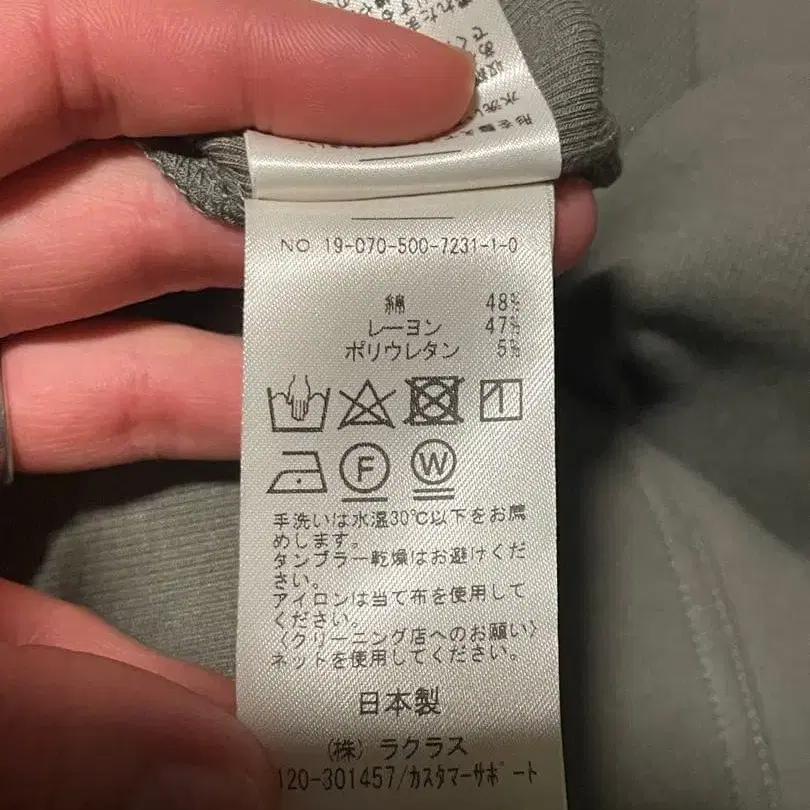 NO 19-070-500-7231-1-0
綿 48%
レーヨン 47%
ポリウレタン 5%
F W
手洗いは水温30℃以下をお薦
めします。
タンブラー乾燥はお避けくだ
さい。
アイロンは当て布を使用して
ください。
〈クリーニング店へのお願い〉
ネットを使用してください。
日本製
(株) ラクラス
120-301457/カスタマーサポート